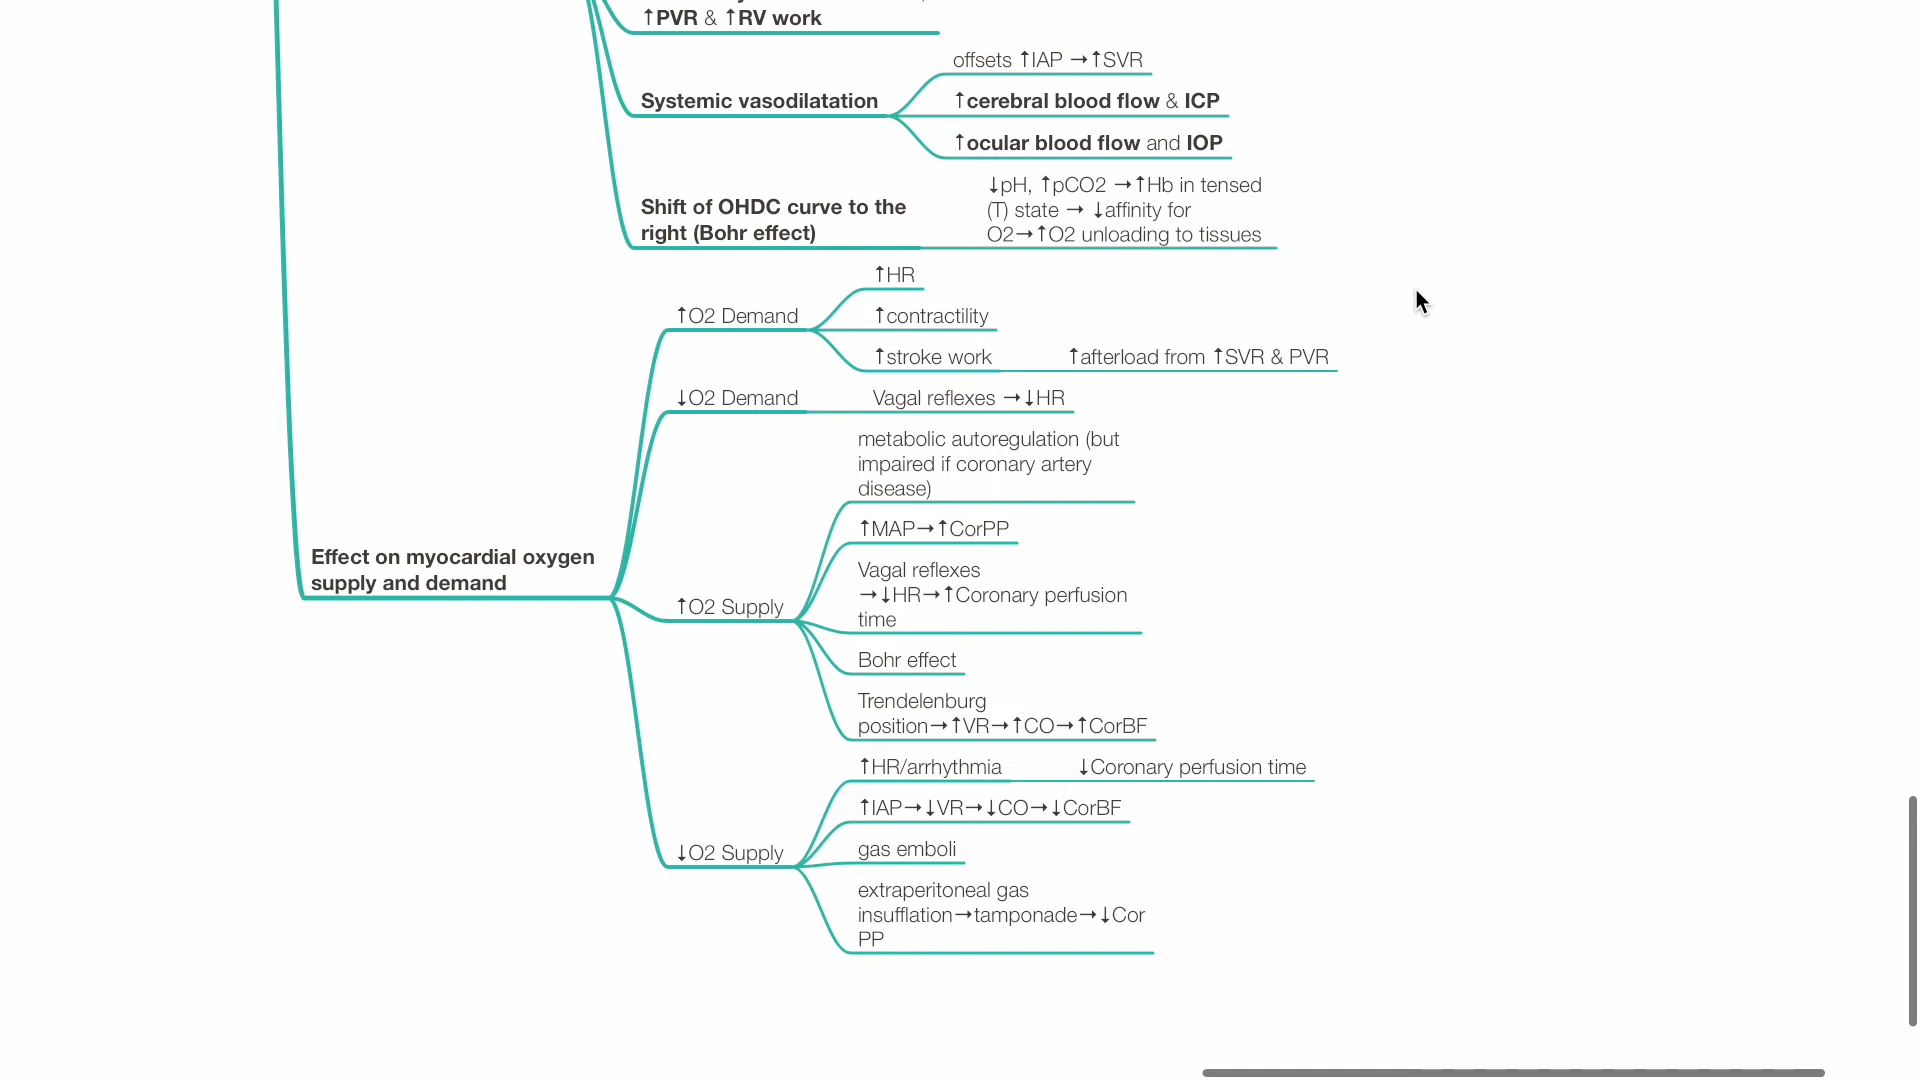 ↑PVR & ↑RV work
offsets ↑IAP →↑SVR
Systemic vasodilatation
↑cerebral blood flow & ICP
↑ocular blood flow and IOP
Shift of OHDC curve to the
right (Bohr effect)
↓pH, ↑pCO2 →↑Hb in tensed
(T) state → ↓affinity for
O2→↑O2 unloading to tissues
↑O2 Demand
↑HR
↑contractility
↑stroke work
↑afterload from ↑SVR & PVR
↓O2 Demand
Vagal reflexes →↓HR
Effect on myocardial oxygen
supply and demand
↑O2 Supply
metabolic autoregulation (but
impaired if coronary artery
disease)
↑MAP→↑CorPP
Vagal reflexes
→↓HR→↑Coronary perfusion
time
Bohr effect
Trendelenburg
position→↑VR→↑CO→↑CorBF
↓O2 Supply
↑HR/arrhythmia
↓Coronary perfusion time
↑IAP→↓VR→↓CO→↓CorBF
gas emboli
extraperitoneal gas
insufflation→tamponade→↓Cor
PP